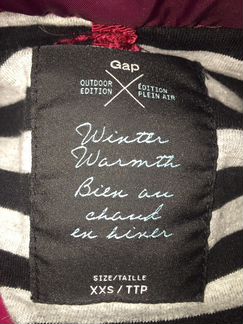 Gap
OUTDOOR EDITION
ÉDITION PLEIN AIR
Winter
Warmth
Bien au
chaud
en hiver
SIZE/TAILLE
XXS/TTP